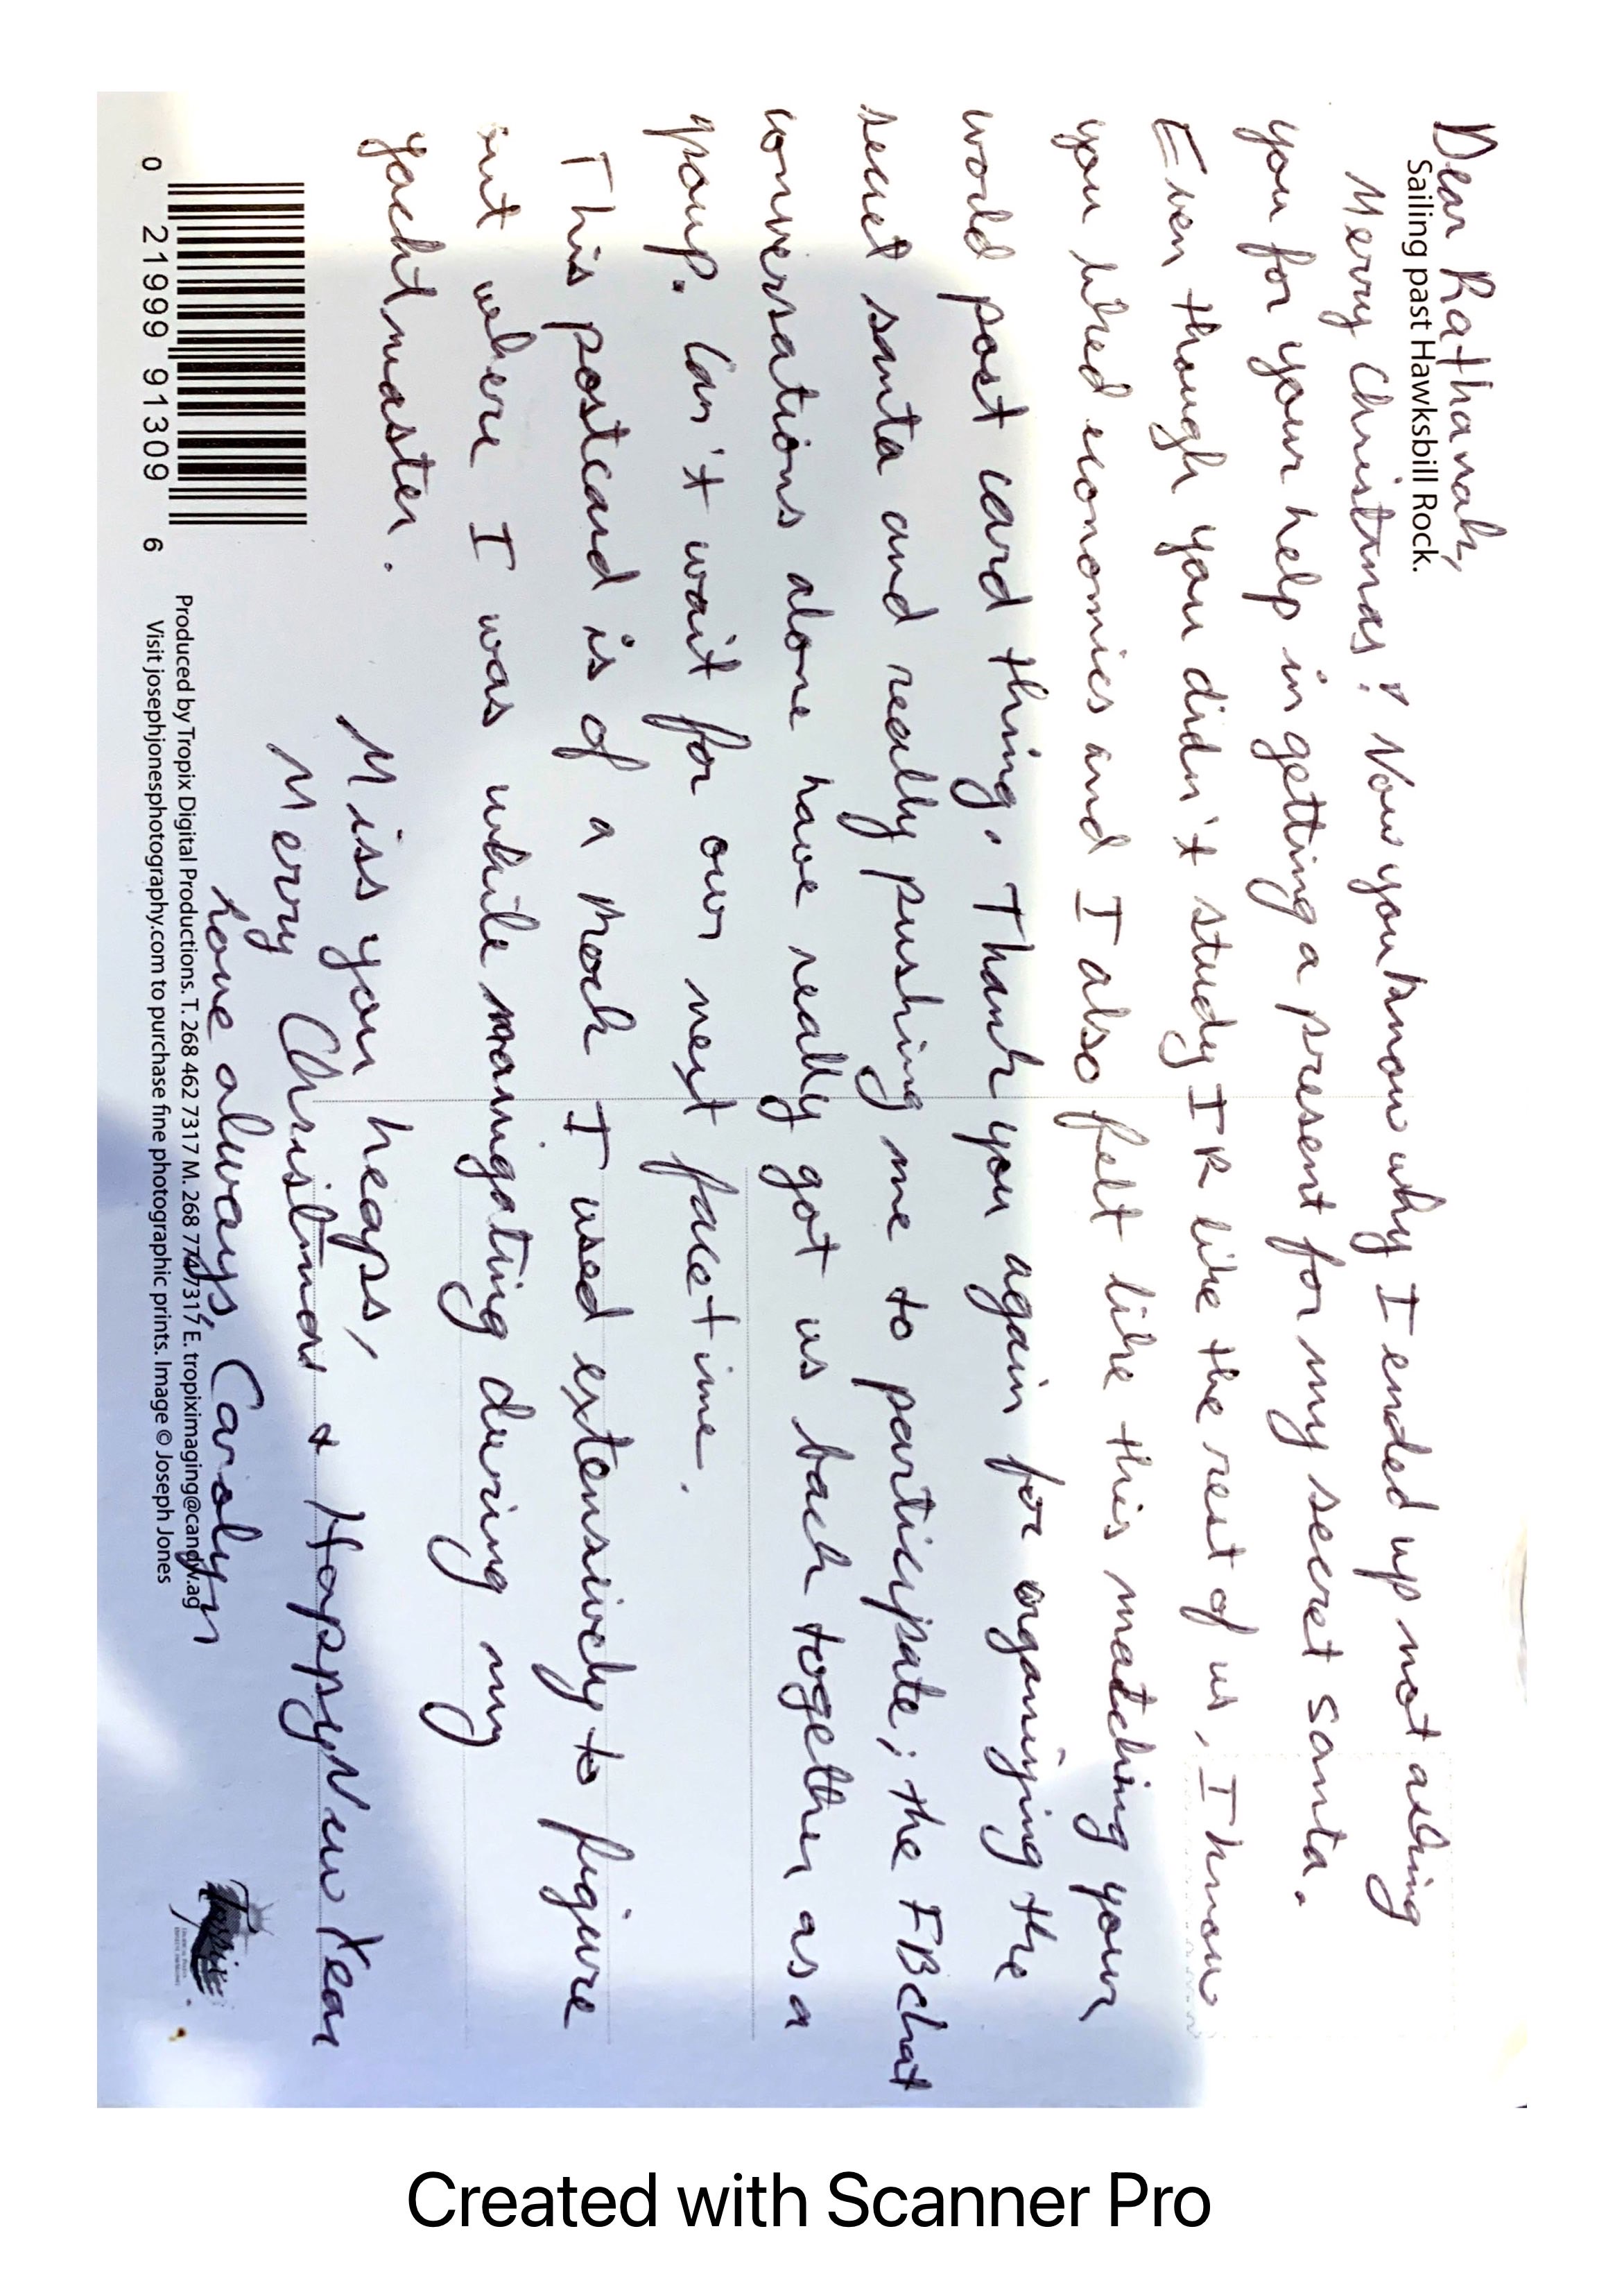 Dear Rathanak,
Sailing past Hawksbill Rock.
Merry Christmas! Now you know why I ended up not asking
you for your help in getting a present for my secret santa.
Even though you didn't study IR like the rest of us, I know
you liked economics and I also felt like this matching your
world post card thing. Thank you again for organizing the
secret santa and really pushing me to participate; the FB chat
conversations alone have really got us back together as a
group. Can't wait for our next facetime.
This postcard is of a rock I used extensively to figure
out where I was while navigating during my
yachtmaster.
Miss you heaps,
Merry Christmas & Happy New Year
Love always, Carolyn
0 21999 91309 6
Produced by Tropix Digital Productions. T. 268 462 7317 M. 268 774 7317 E. tropiximaging@candw.ag
Visit josephjonesphotography.com to purchase fine photographic prints. Image © Joseph Jones
Tropix
Created with Scanner Pro